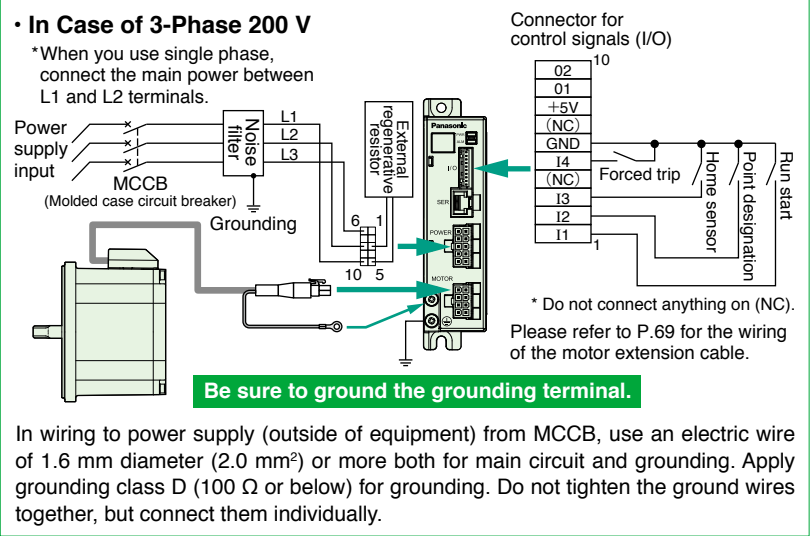 ・In Case of 3-Phase 200 V
*When you use single phase,
connect the main power between
L1 and L2 terminals.
Power
supply
input
MCCB
(Molded case circuit breaker)
Noise
filter
Grounding
L1
L2
L3
External
regenerative
resistor
6 1
10 5
Panasonic
I/O
SER
POWER
MOTOR
Connector for
control signals (I/O)
10
02
01
+5V
(NC)
GND
I4
(NC)
I3
I2
I1
1
Forced trip
Home sensor
Point designation
Run start
* Do not connect anything on (NC).
Please refer to P.69 for the wiring
of the motor extension cable.
Be sure to ground the grounding terminal.
In wiring to power supply (outside of equipment) from MCCB, use an electric wire
of 1.6 mm diameter (2.0 mm²) or more both for main circuit and grounding. Apply
grounding class D (100 Ω or below) for grounding. Do not tighten the ground wires
together, but connect them individually.